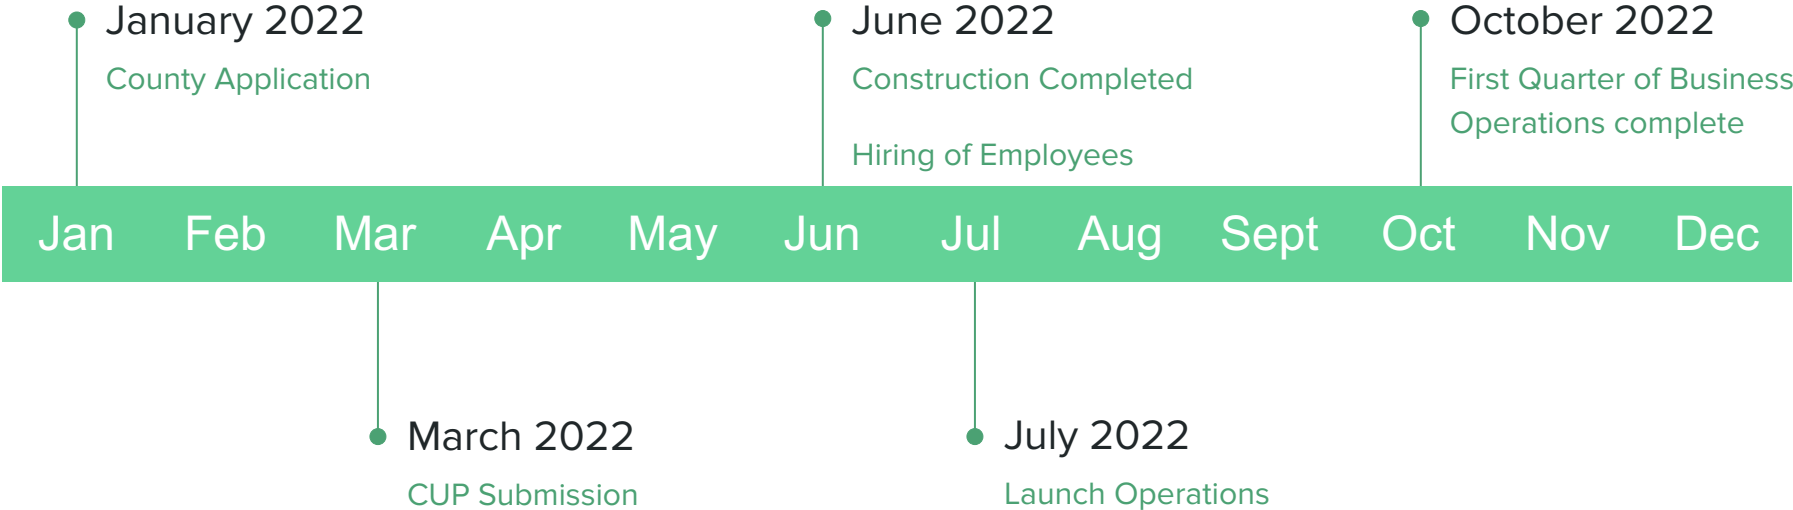 January 2022
County Application
June 2022
Construction Completed
Hiring of Employees
October 2022
First Quarter of Business
Operations complete
Jan Feb Mar Apr May Jun Jul Aug Sept Oct Nov Dec
March 2022
CUP Submission
July 2022
Launch Operations